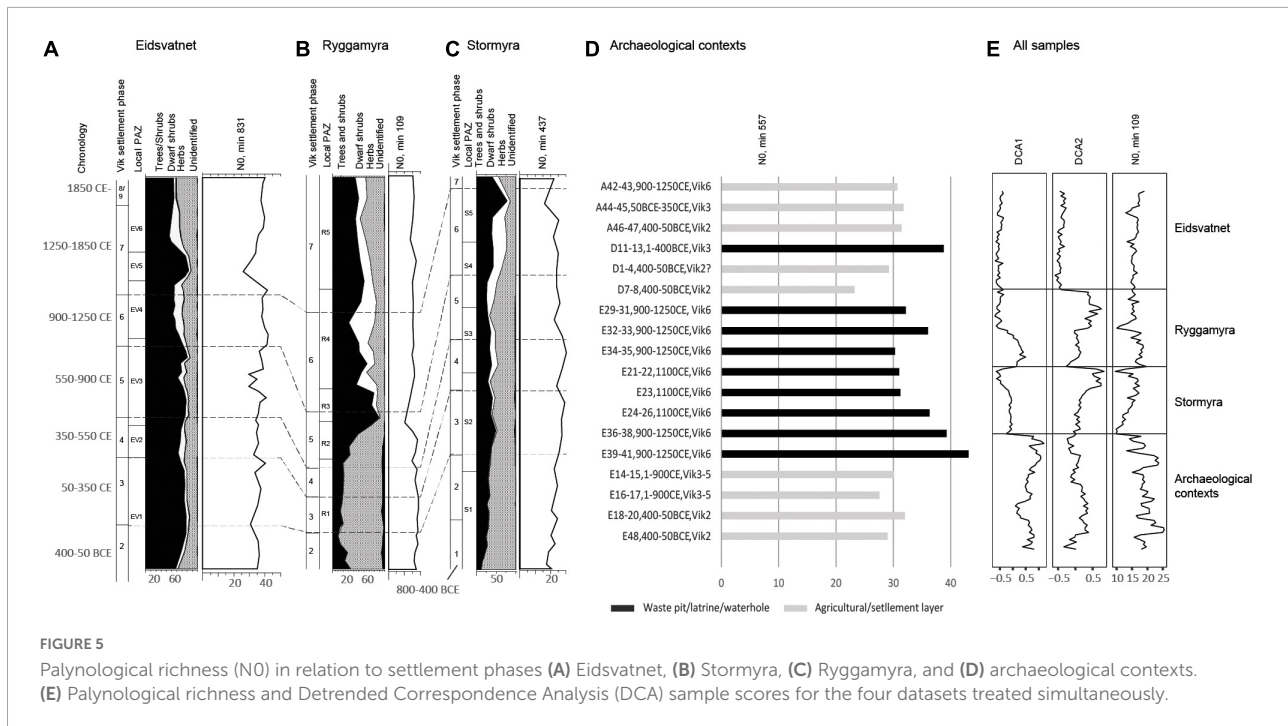 A Eidsvatnet
B Ryggamyra
C Stormyra
D Archaeological contexts
E All samples
Chronology
Vik settlement phase
Local PAZ
Trees/Shrubs
Dwarf shrubs
Herbs
Unidentified
N0, min 831
Vik settlement phase
Local PAZ
Trees and shrubs
Dwarf shrubs
Herbs
Unidentified
N0, min 109
Vik settlement phase
Local PAZ
Trees and shrubs
Dwarf shrubs
Herbs
Unidentified
N0, min 437
N0, min 557
DCA1
DCA2
N0, min 109
1850 CE-
1250-1850 CE
900-1250 CE
550-900 CE
350-550 CE
50-350 CE
400-50 BCE
8/
9
7
6
5
4
3
2
EV6
EV5
EV4
EV3
EV2
EV1
20 60
20 40
7
6
5
4
3
2
R5
R4
R3
R2
R1
20 60
20
800-400 BCE
7
6
5
4
3
2
1
S5
S4
S3
S2
S1
50
20
A42-43,900-1250CE,Vik6
A44-45,50BCE-350CE,Vik3
A46-47,400-50BCE,Vik2
D11-13,1-400BCE,Vik3
D1-4,400-50BCE,Vik2?
D7-8,400-50BCE,Vik2
E29-31,900-1250CE, Vik6
E32-33,900-1250CE,Vik6
E34-35,900-1250CE,Vik6
E21-22,1100CE,Vik6
E23,1100CE,Vik6
E24-26,1100CE,Vik6
E36-38,900-1250CE,Vik6
E39-41,900-1250CE,Vik6
E14-15,1-900CE,Vik3-5
E16-17,1-900CE,Vik3-5
E18-20,400-50BCE,Vik2
E48,400-50BCE,Vik2
0 10 20 30 40
Waste pit/latrine/waterhole Agricultural/setllement layer
Eidsvatnet
Ryggamyra
Stormyra
Archaeological
contexts
−0.5 0.5 −0.5 0.5 10 15 20 25
FIGURE 5
Palynological richness (N0) in relation to settlement phases (A) Eidsvatnet, (B) Stormyra, (C) Ryggamyra, and (D) archaeological contexts.
(E) Palynological richness and Detrended Correspondence Analysis (DCA) sample scores for the four datasets treated simultaneously.